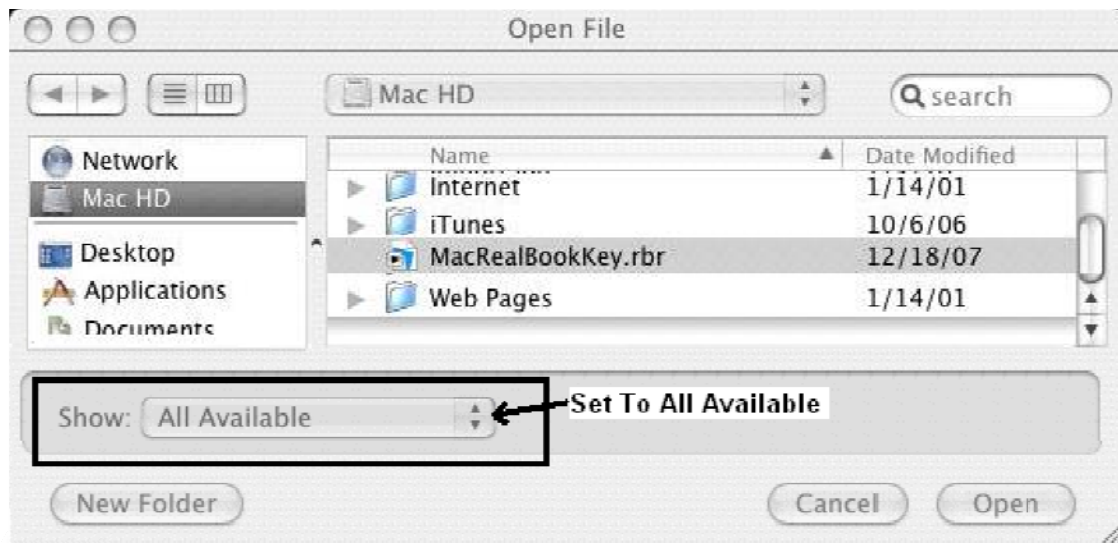 Open File
Mac HD
search
Network
Mac HD
Desktop
Applications
Documents
Name
Date Modified
Internet
1/14/01
iTunes
10/6/06
MacRealBookKey.rbr
12/18/07
Web Pages
1/14/01
Show: All Available
Set To All Available
New Folder
Cancel
Open